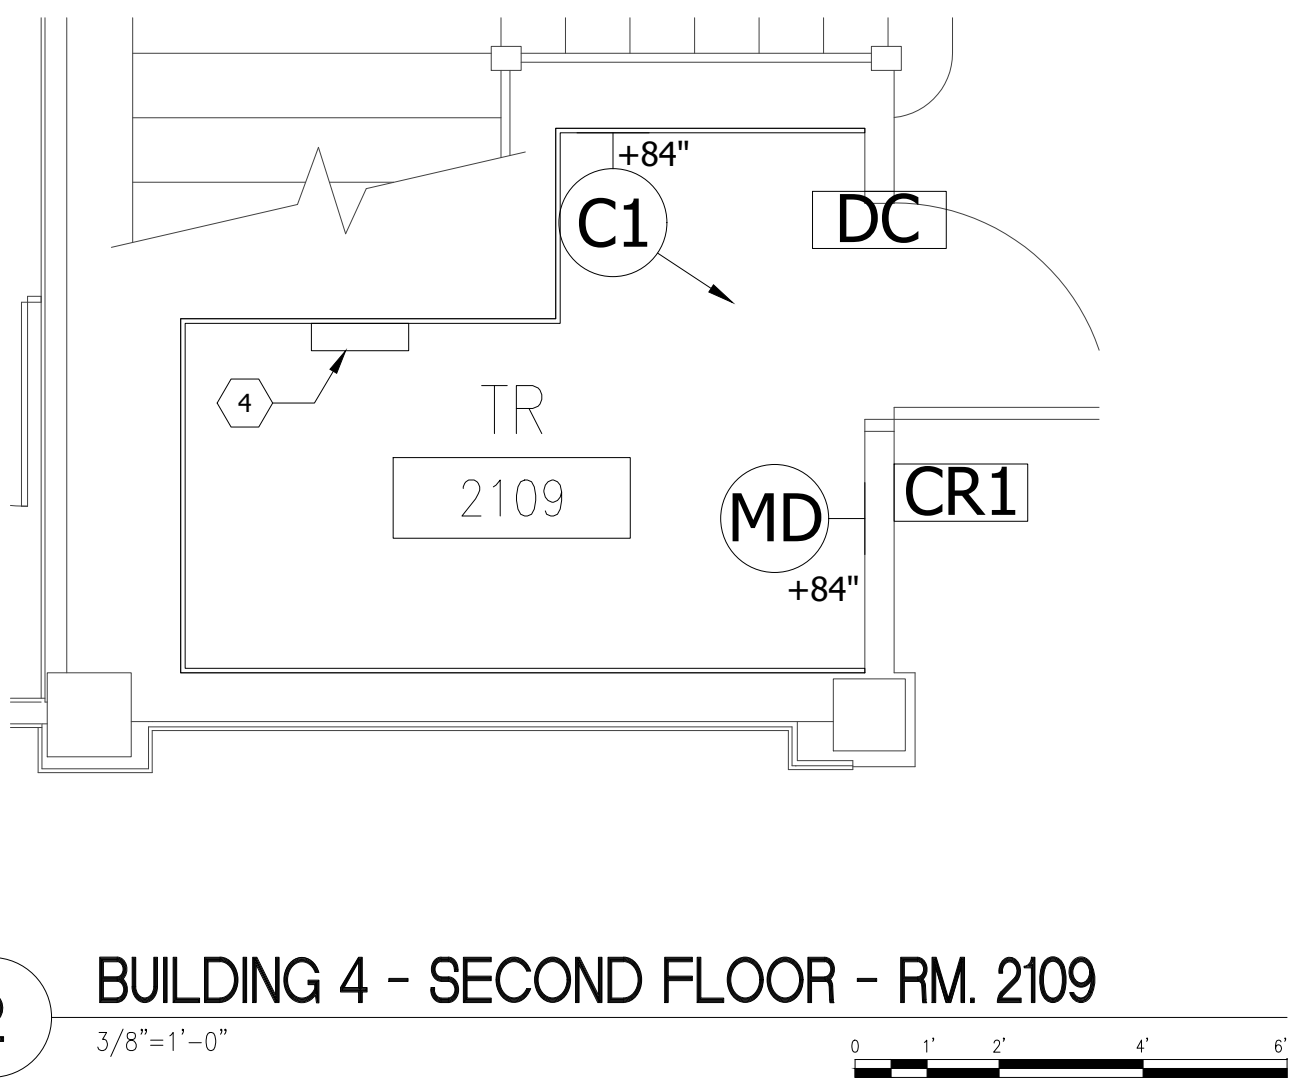 +84"
C1
DC
4
TR
2109
MD
CR1
+84"
BUILDING 4 - SECOND FLOOR - RM. 2109
3/8"=1'-0"
0 1' 2' 4' 6'